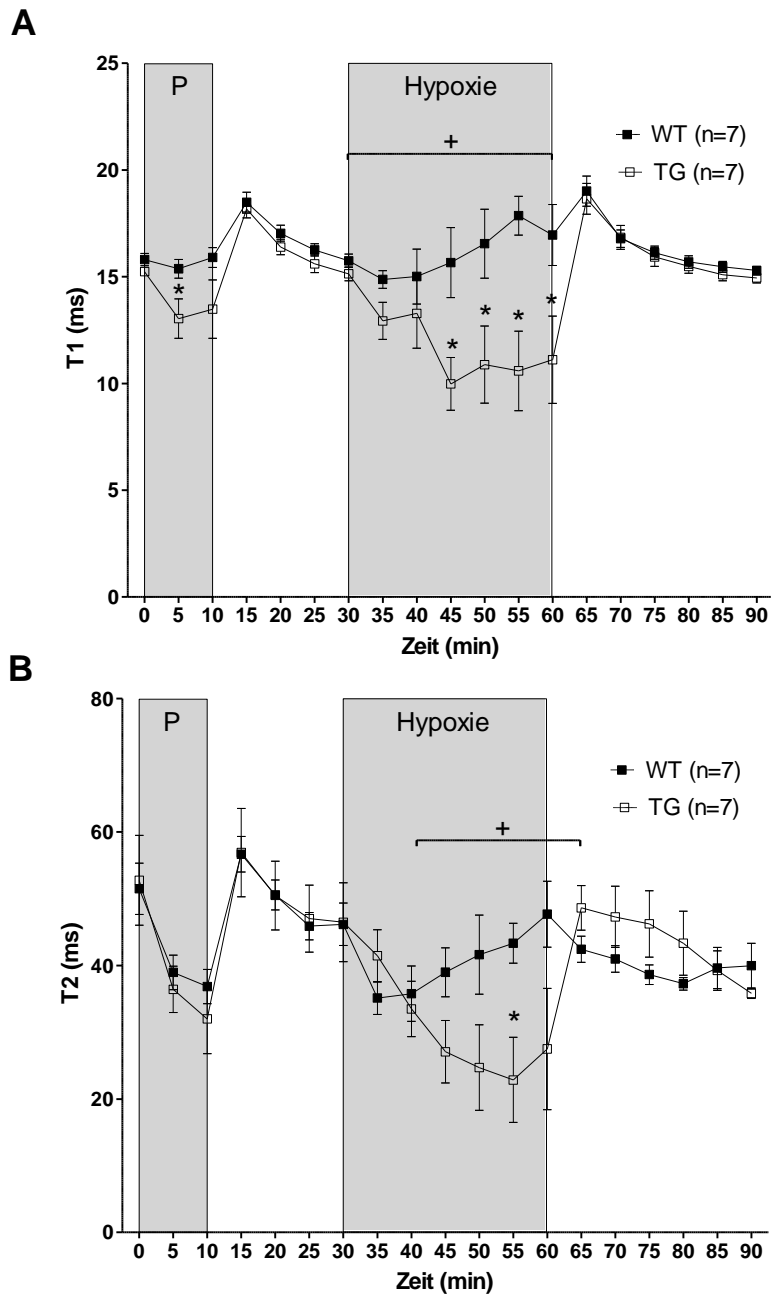 A
25
20
15
10
5
0
T1 (ms)
P
Hypoxie
+
WT (n=7)
TG (n=7)
*
* * * *
0 5 10 15 20 25 30 35 40 45 50 55 60 65 70 75 80 85 90
Zeit (min)
B
80
60
40
20
0
T2 (ms)
P
Hypoxie
WT (n=7)
TG (n=7)
+
*
0 5 10 15 20 25 30 35 40 45 50 55 60 65 70 75 80 85 90
Zeit (min)